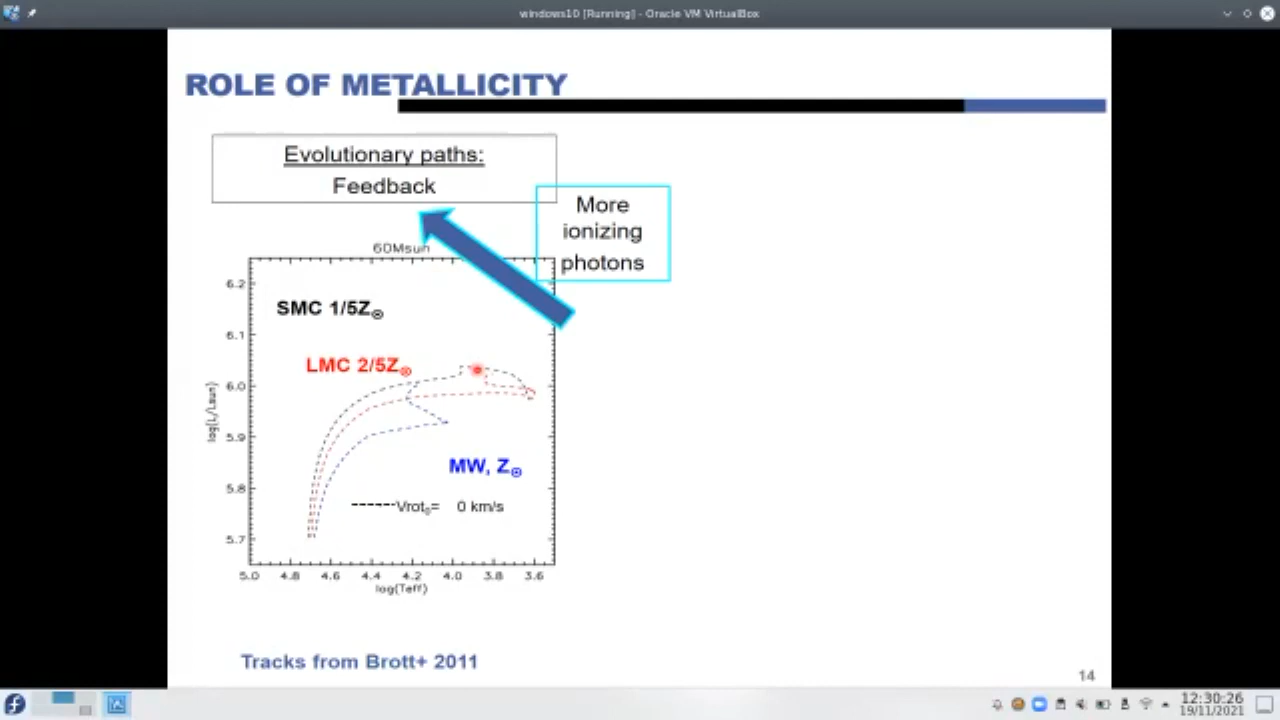 windows10 [Running] - Oracle VM VirtualBox
ROLE OF METALLICITY
Evolutionary paths:
Feedback
More
ionizing
photons
60Msun
SMC 1/5Z⊙
LMC 2/5Z⊙
MW, Z⊙
Vrot₀= 0 km/s
log(L/Lsun)
6.2
6.1
6.0
5.9
5.8
5.7
5.0 4.8 4.6 4.4 4.2 4.0 3.8 3.6
log(Teff)
Tracks from Brott+ 2011
14
12:30:26
19/11/2021